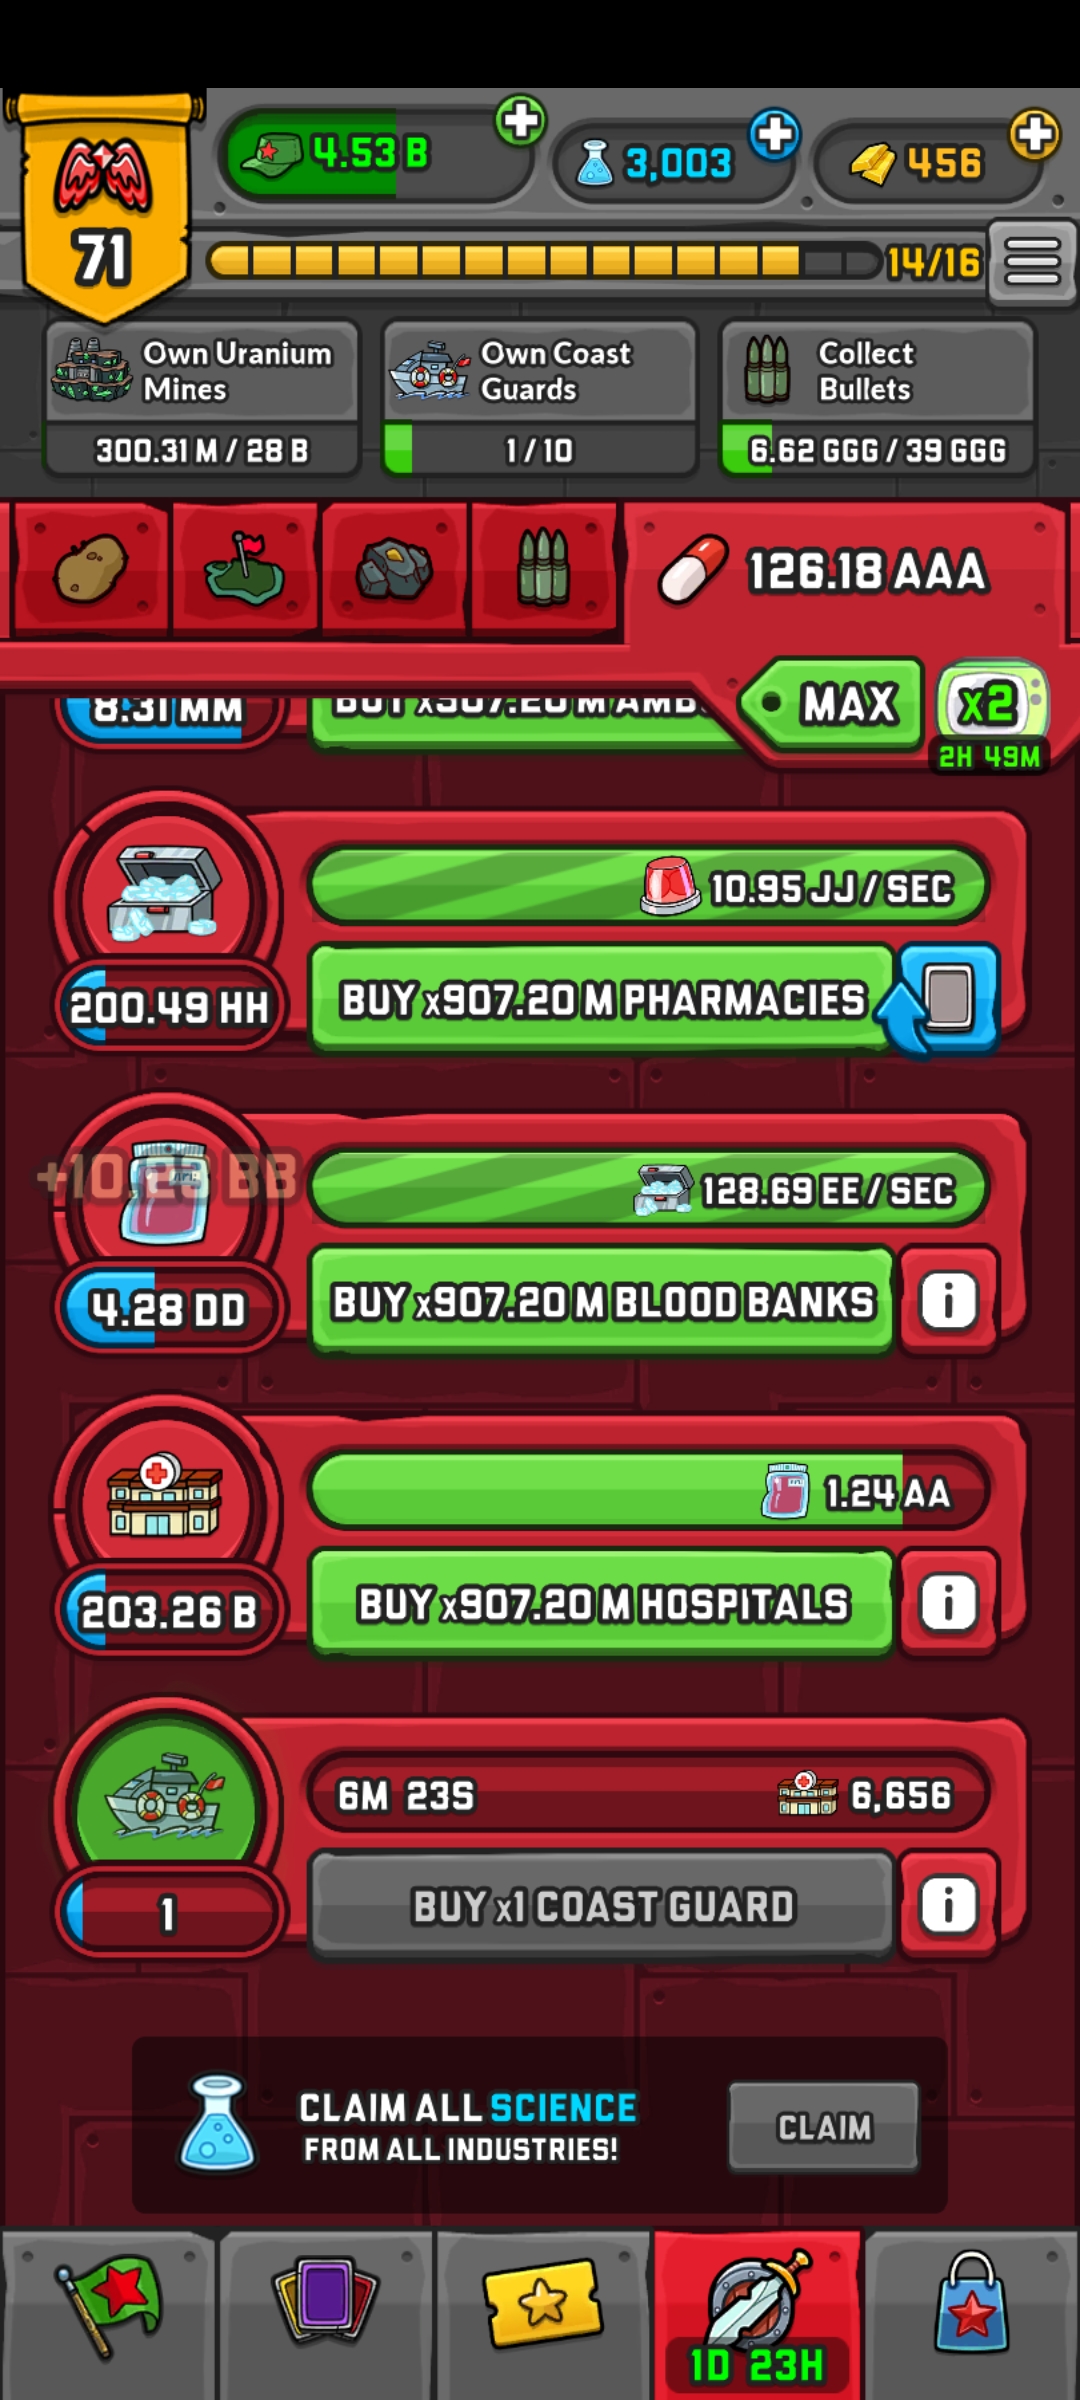 4.53 B
3,003
456
71
14/16
Own Uranium
Mines
300.31 M / 28 B
Own Coast
Guards
1 / 10
Collect
Bullets
6.62 GGG / 39 GGG
126.18 AAA
8.31 MM
BUY x907.20 M AMB
MAX
x2
2H 49M
10.95 JJ / SEC
200.49 HH
BUY x907.20 M PHARMACIES
+10.23 BB
128.69 EE / SEC
4.28 DD
BUY x907.20 M BLOOD BANKS
i
1.24 AA
203.26 B
BUY x907.20 M HOSPITALS
i
6M 23S
6,656
1
BUY x1 COAST GUARD
i
CLAIM ALL SCIENCE
FROM ALL INDUSTRIES!
CLAIM
1D 23H